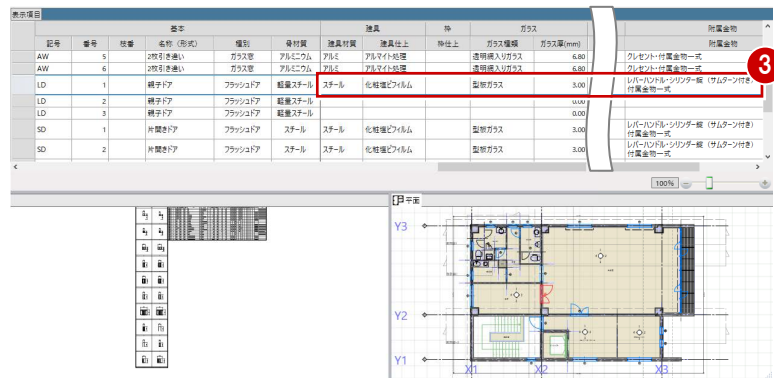 表示項目
基本 建具 枠 ガラス 附属金物
記号 番号 枝番 名称（形式） 種別 骨材質 建具材質 建具仕上 枠仕上 ガラス種類 ガラス厚(mm) 附属金物
AW 5 2枚引き違い ガラス窓 アルミニウム アルミ アルマイト処理 透明網入りガラス 6.80 クレセント・付属金物一式
AW 6 2枚引き違い ガラス窓 アルミニウム アルミ アルマイト処理 透明網入りガラス 6.80 クレセント・付属金物一式
3
LD 1 親子ドア フラッシュドア 軽量スチール スチール 化粧塩ビフィルム 型板ガラス 3.00 レバーハンドル・シリンダー錠（サムターン付き）
付属金物一式
LD 2 親子ドア フラッシュドア 軽量スチール 0.00
LD 3 親子ドア フラッシュドア 軽量スチール 0.00
SD 1 片開きドア フラッシュドア スチール スチール 化粧塩ビフィルム 型板ガラス 3.00 レバーハンドル・シリンダー錠（サムターン付き）
付属金物一式
SD 2 片開きドア フラッシュドア スチール スチール 化粧塩ビフィルム 型板ガラス 3.00 レバーハンドル・シリンダー錠（サムターン付き）
付属金物一式
100%
平面
Y3
Y2
Y1
X1 X2 X3